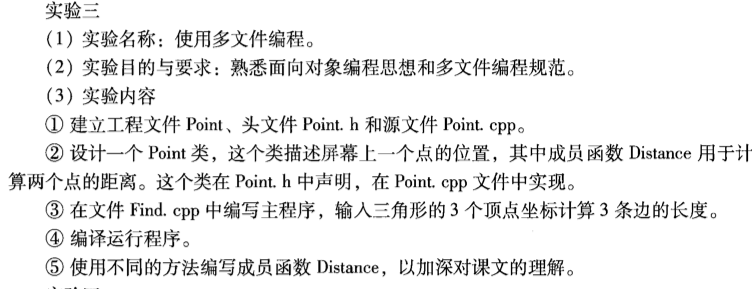 实验三
（1）实验名称：使用多文件编程。
（2）实验目的与要求：熟悉面向对象编程思想和多文件编程规范。
（3）实验内容
① 建立工程文件 Point、头文件 Point. h 和源文件 Point. cpp。
② 设计一个 Point 类，这个类描述屏幕上一个点的位置，其中成员函数 Distance 用于计
算两个点的距离。这个类在 Point. h 中声明，在 Point. cpp 文件中实现。
③ 在文件 Find. cpp 中编写主程序，输入三角形的 3 个顶点坐标计算 3 条边的长度。
④ 编译运行程序。
⑤ 使用不同的方法编写成员函数 Distance，以加深对课文的理解。